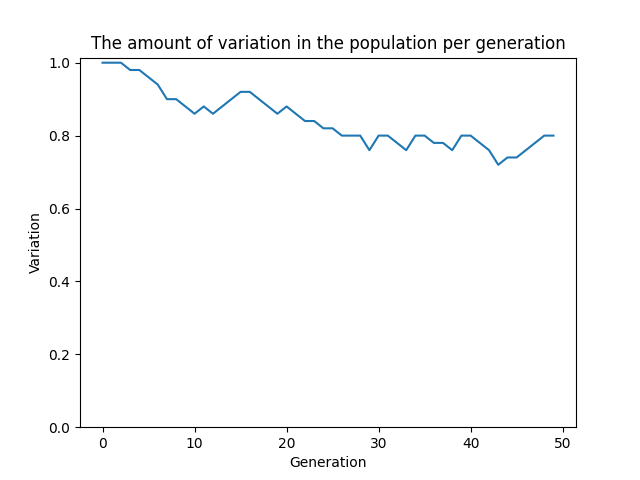 The amount of variation in the population per generation
1.0
0.8
0.6
0.4
0.2
0.0
Variation
0 10 20 30 40 50
Generation